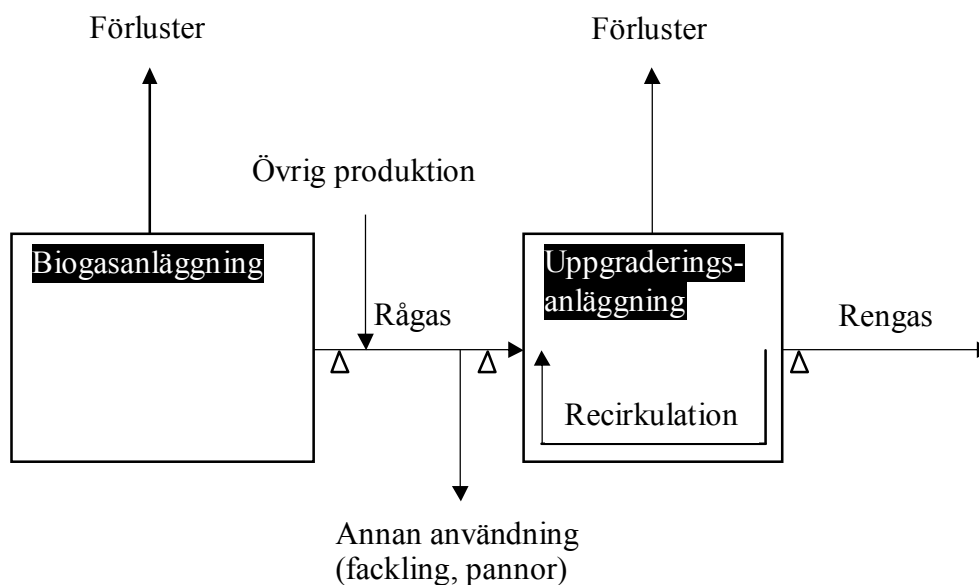 Förluster
Förluster
Övrig produktion
Biogasanläggning
Uppgraderings-
anläggning
Rågas
Rengas
Recirkulation
Annan användning
(fackling, pannor)